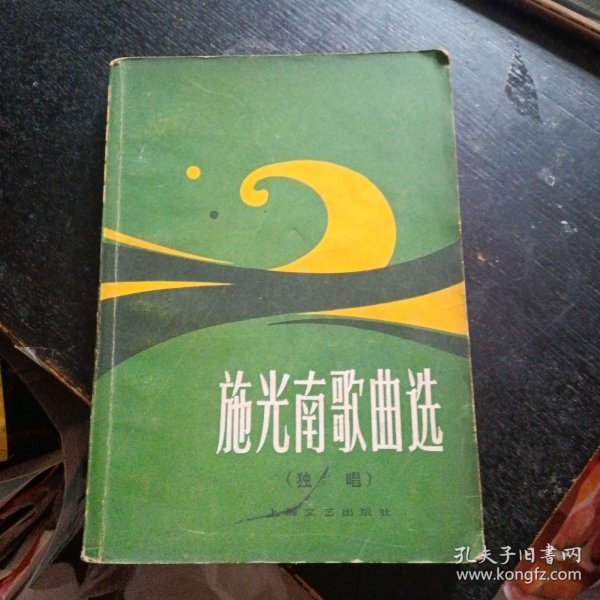 施光南歌曲选
(独 唱)
上海文艺出版社
孔夫子旧书网
www.kongfz.com